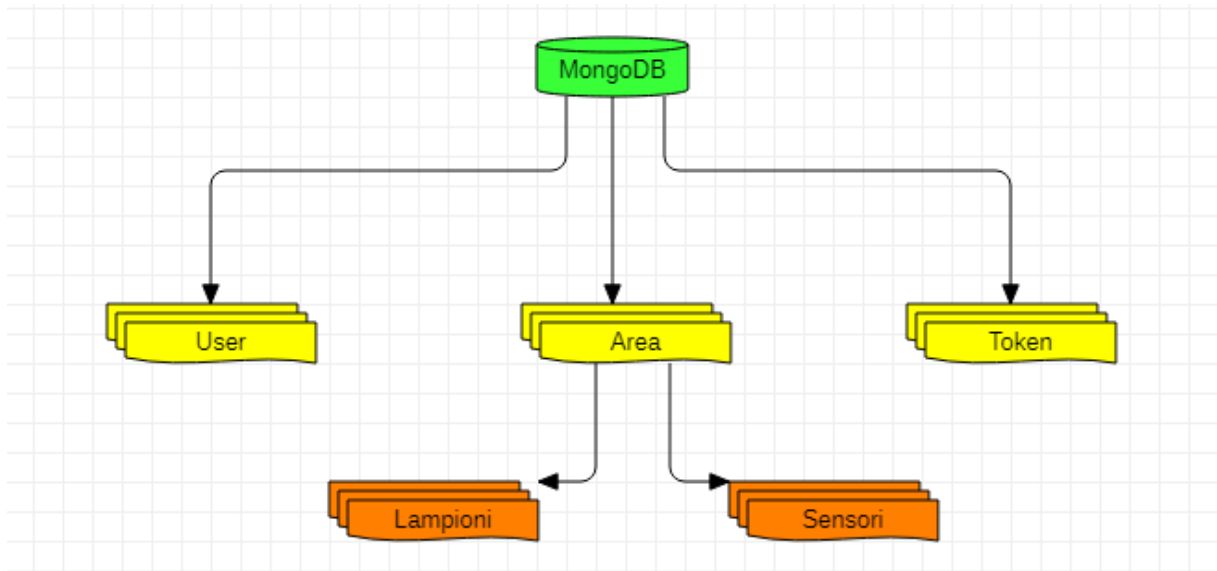 MongoDB
User
Area
Token
Lampioni
Sensori